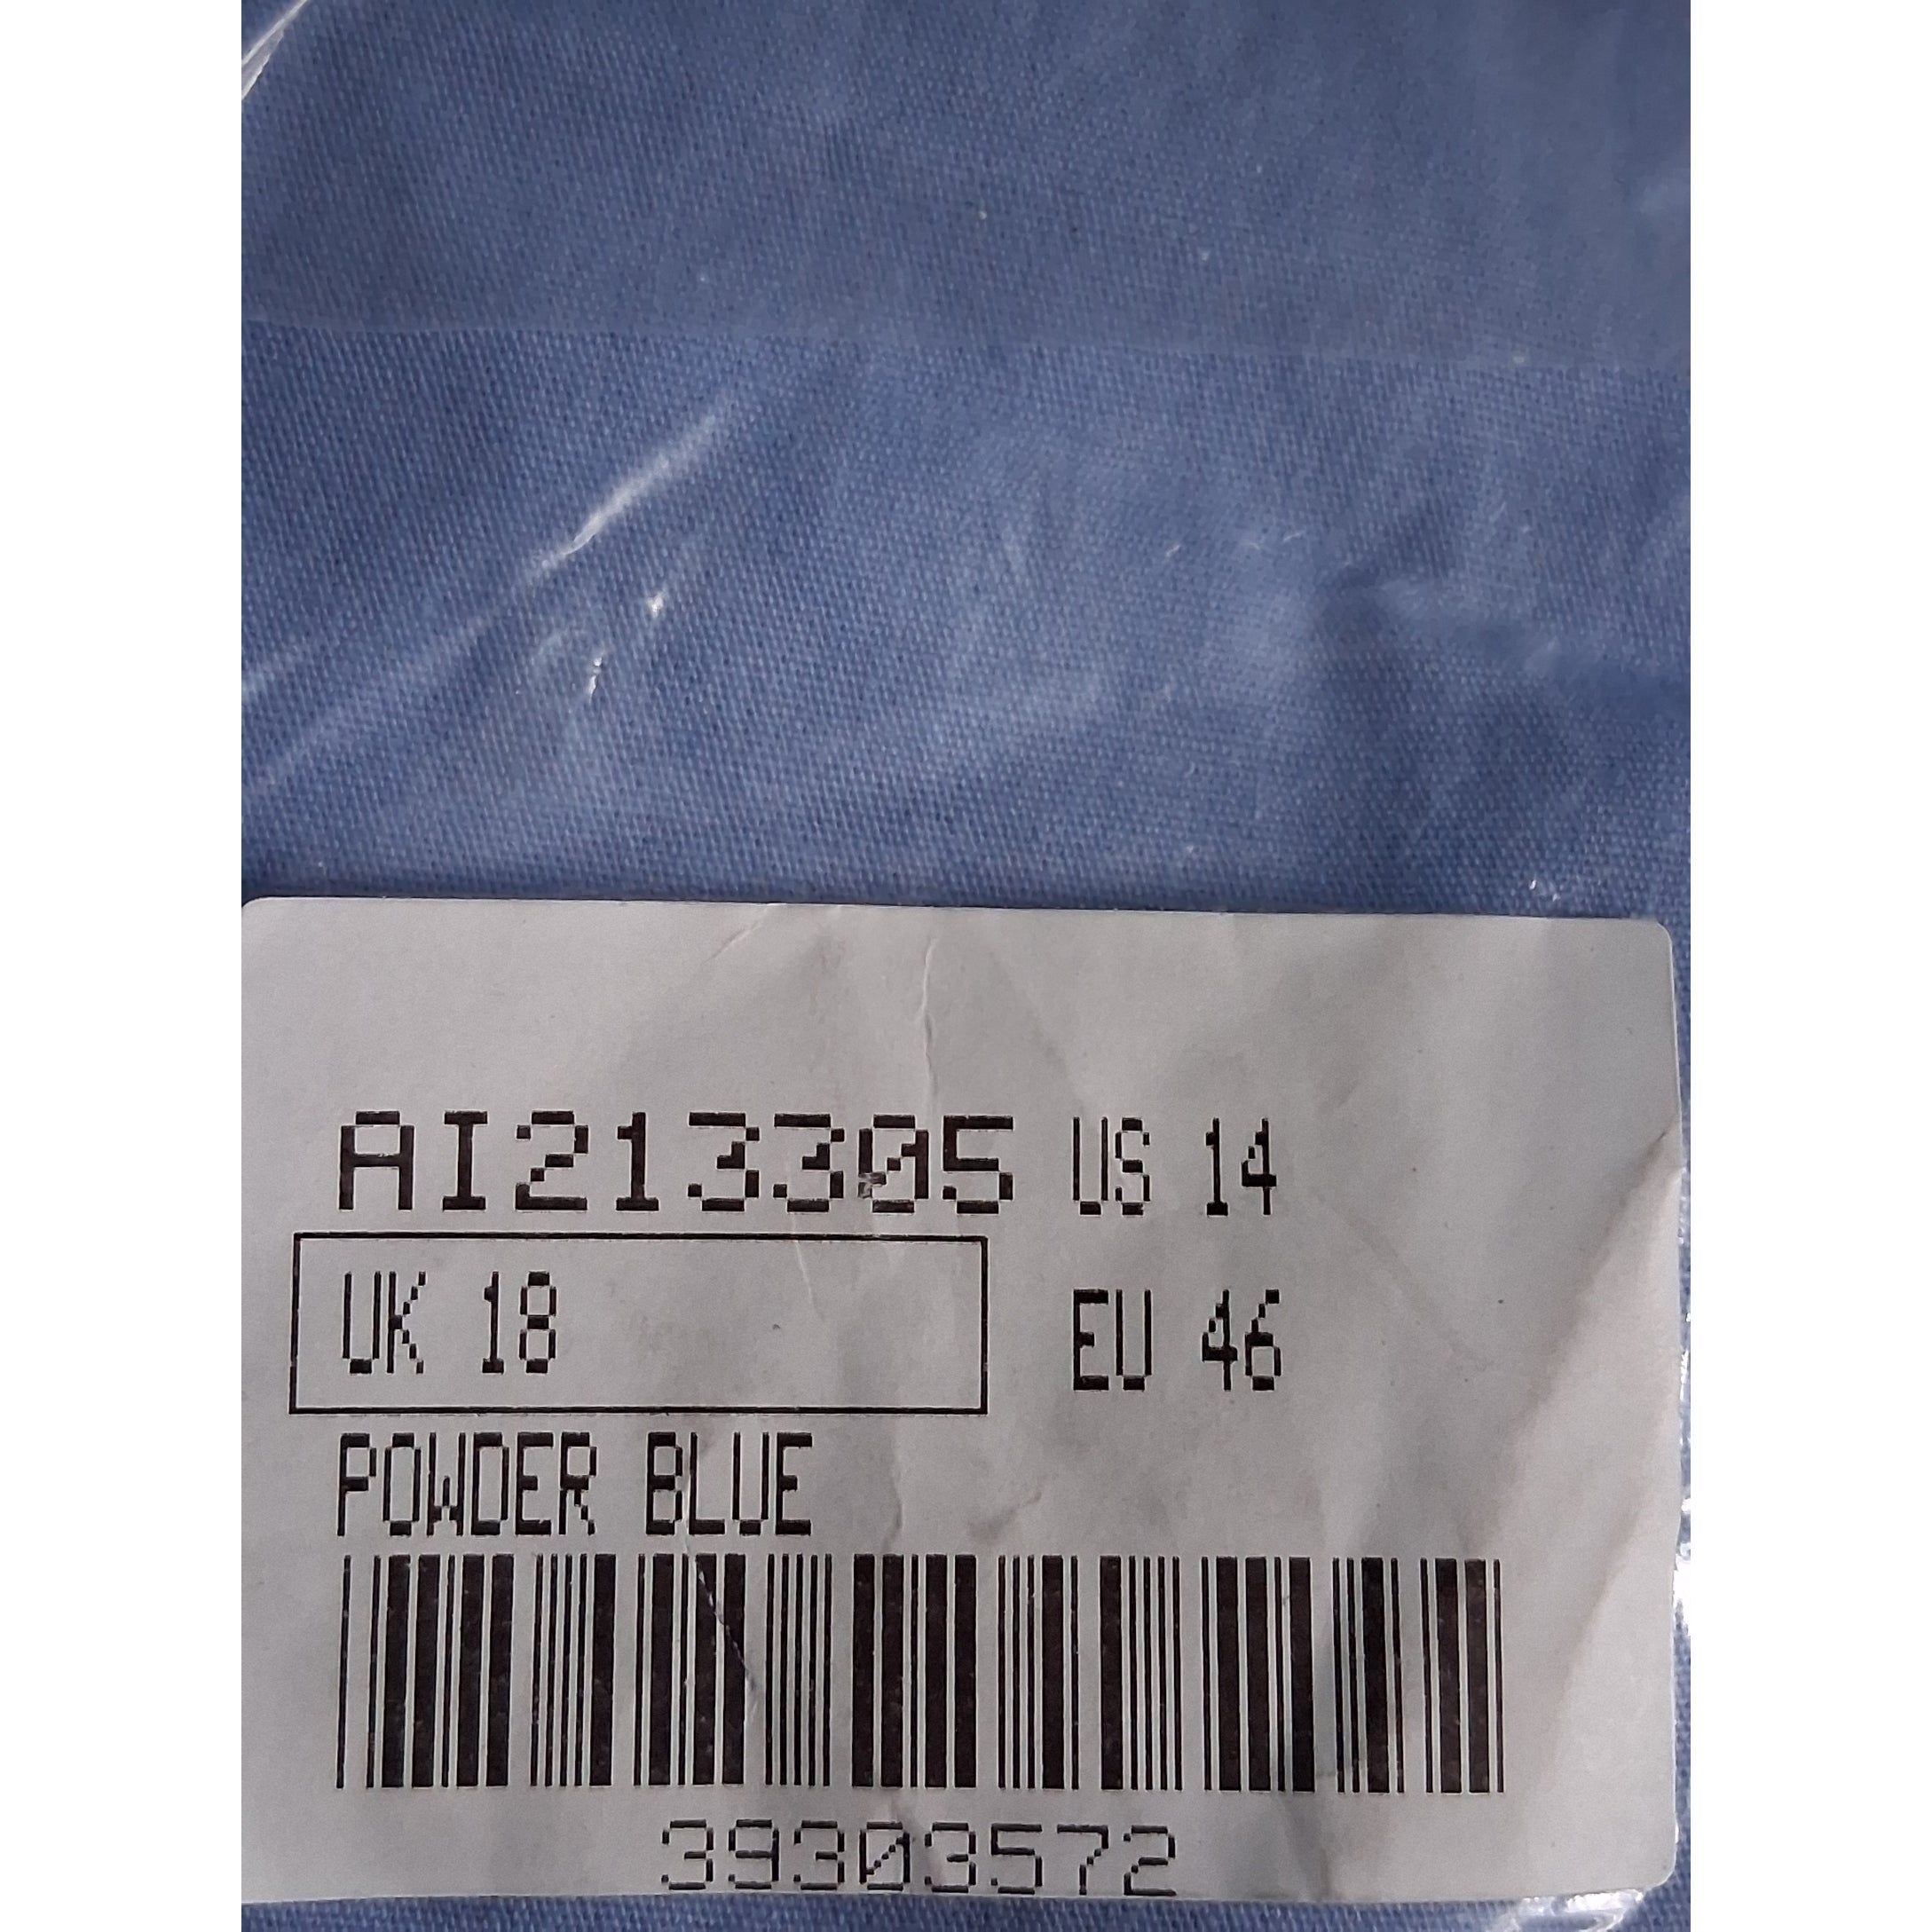 AI213305 US 14
UK 18 EU 46
POWDER BLUE
39303572